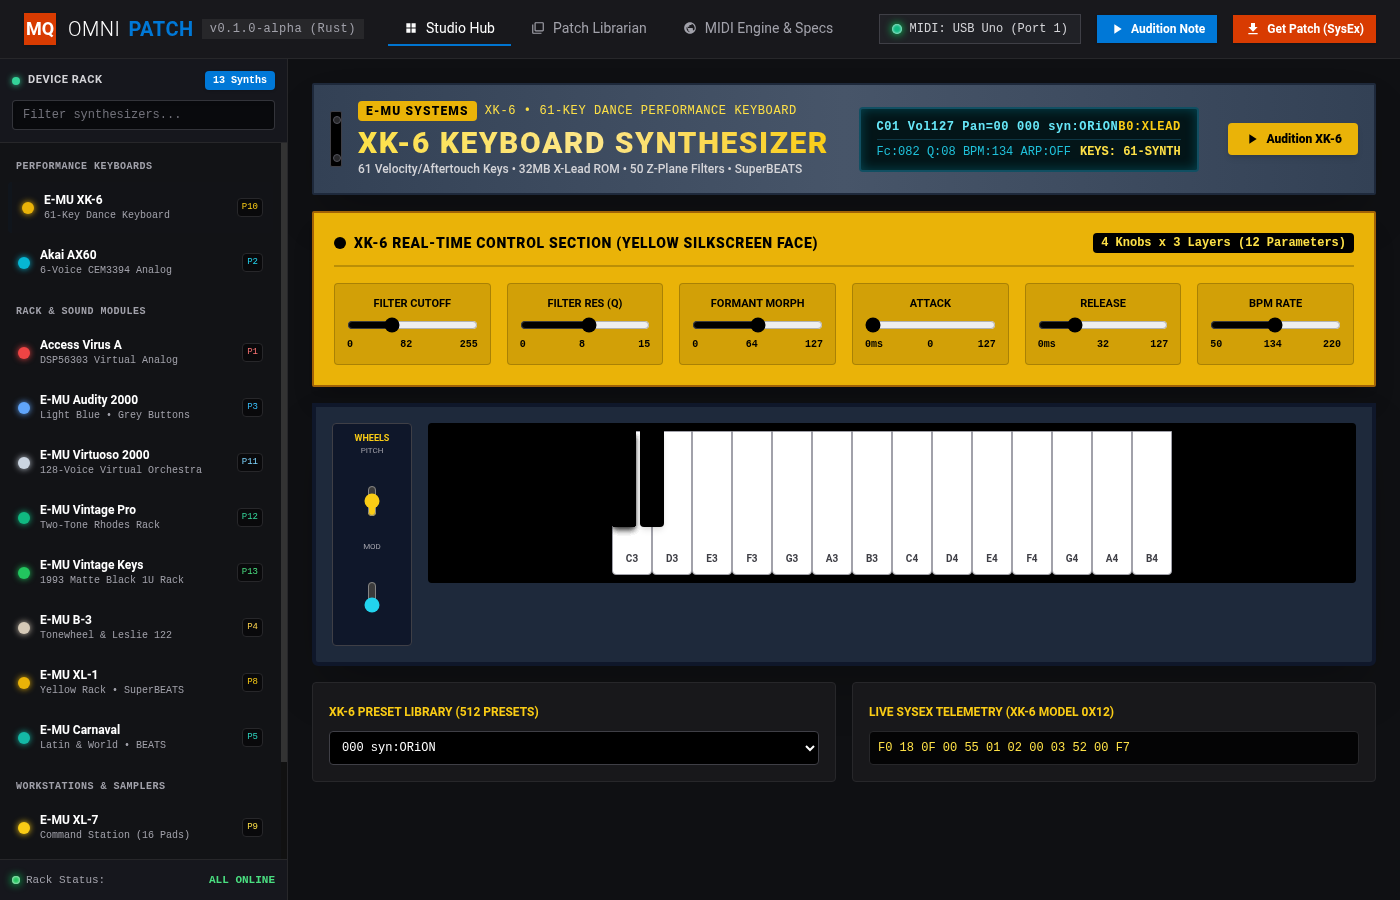 MQ OMNI PATCH v0.1.0-alpha (Rust) Studio Hub Patch Librarian MIDI Engine & Specs MIDI: USB Uno (Port 1) Audition Note Get Patch (SysEx)
DEVICE RACK 13 Synths
Filter synthesizers...
PERFORMANCE KEYBOARDS
E-MU XK-6
61-Key Dance Keyboard
P10
Akai AX60
6-Voice CEM3394 Analog
P2
RACK & SOUND MODULES
Access Virus A
DSP56303 Virtual Analog
P1
E-MU Audity 2000
Light Blue • Grey Buttons
P3
E-MU Virtuoso 2000
128-Voice Virtual Orchestra
P11
E-MU Vintage Pro
Two-Tone Rhodes Rack
P12
E-MU Vintage Keys
1993 Matte Black 1U Rack
P13
E-MU B-3
Tonewheel & Leslie 122
P4
E-MU XL-1
Yellow Rack • SuperBEATS
P8
E-MU Carnaval
Latin & World • BEATS
P5
WORKSTATIONS & SAMPLERS
E-MU XL-7
Command Station (16 Pads)
P9
Rack Status: ALL ONLINE
E-MU SYSTEMS XK-6 • 61-KEY DANCE PERFORMANCE KEYBOARD
XK-6 KEYBOARD SYNTHESIZER
61 Velocity/Aftertouch Keys • 32MB X-Lead ROM • 50 Z-Plane Filters • SuperBEATS
C01 Vol127 Pan=00 000 syn:ORiONB0:XLEAD
Fc:082 Q:08 BPM:134 ARP:OFF KEYS: 61-SYNTH
Audition XK-6
XK-6 REAL-TIME CONTROL SECTION (YELLOW SILKSCREEN FACE) 4 Knobs x 3 Layers (12 Parameters)
FILTER CUTOFF
0 82 255
FILTER RES (Q)
0 8 15
FORMANT MORPH
0 64 127
ATTACK
0ms 0 127
RELEASE
0ms 32 127
BPM RATE
50 134 220
WHEELS
PITCH
MOD
C3 D3 E3 F3 G3 A3 B3 C4 D4 E4 F4 G4 A4 B4
XK-6 PRESET LIBRARY (512 PRESETS)
000 syn:ORiON
LIVE SYSEX TELEMETRY (XK-6 MODEL 0X12)
F0 18 0F 00 55 01 02 00 03 52 00 F7